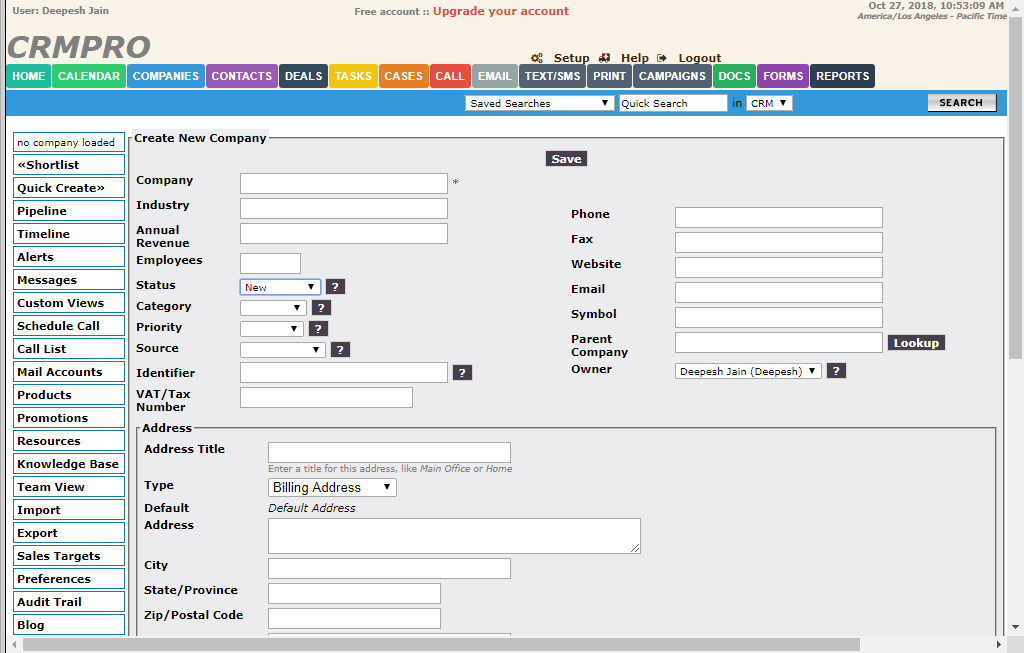 User: Deepesh Jain
Free account :: Upgrade your account
Oct 27, 2018, 10:53:09 AM
America/Los Angeles - Pacific Time
CRMPRO
Setup Help Logout
HOME CALENDAR COMPANIES CONTACTS DEALS TASKS CASES CALL EMAIL TEXT/SMS PRINT CAMPAIGNS DOCS FORMS REPORTS
Saved Searches Quick Search in CRM SEARCH
no company loaded
«Shortlist
Quick Create»
Pipeline
Timeline
Alerts
Messages
Custom Views
Schedule Call
Call List
Mail Accounts
Products
Promotions
Resources
Knowledge Base
Team View
Import
Export
Sales Targets
Preferences
Audit Trail
Blog
Create New Company
Save
Company *
Industry
Annual
Revenue
Employees
Status New ?
Category ?
Priority ?
Source ?
Identifier ?
VAT/Tax
Number
Phone
Fax
Website
Email
Symbol
Parent
Company Lookup
Owner Deepesh Jain (Deepesh) ?
Address
Address Title
Enter a title for this address, like Main Office or Home
Type Billing Address
Default Default Address
Address
City
State/Province
Zip/Postal Code